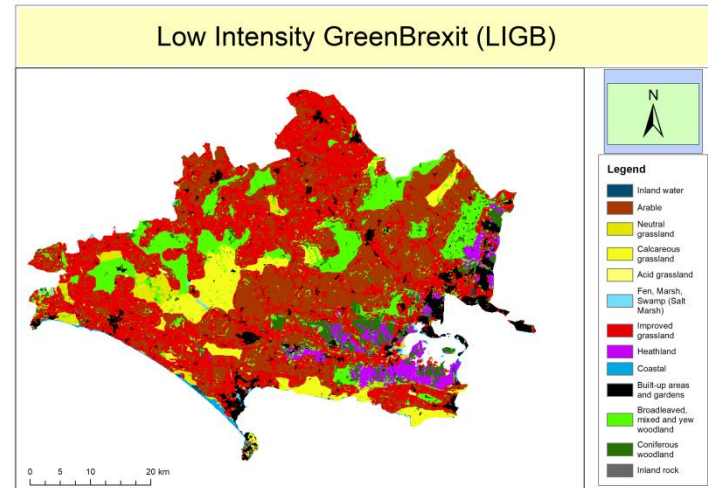 Low Intensity GreenBrexit (LIGB)
N
Legend
Inland water
Arable
Neutral
grassland
Calcareous
grassland
Acid grassland
Fen, Marsh,
Swamp (Salt
Marsh)
Improved
grassland
Heathland
Coastal
Built-up areas
and gardens
Broadleaved,
mixed and yew
woodland
Coniferous
woodland
Inland rock
0 5 10 20 km